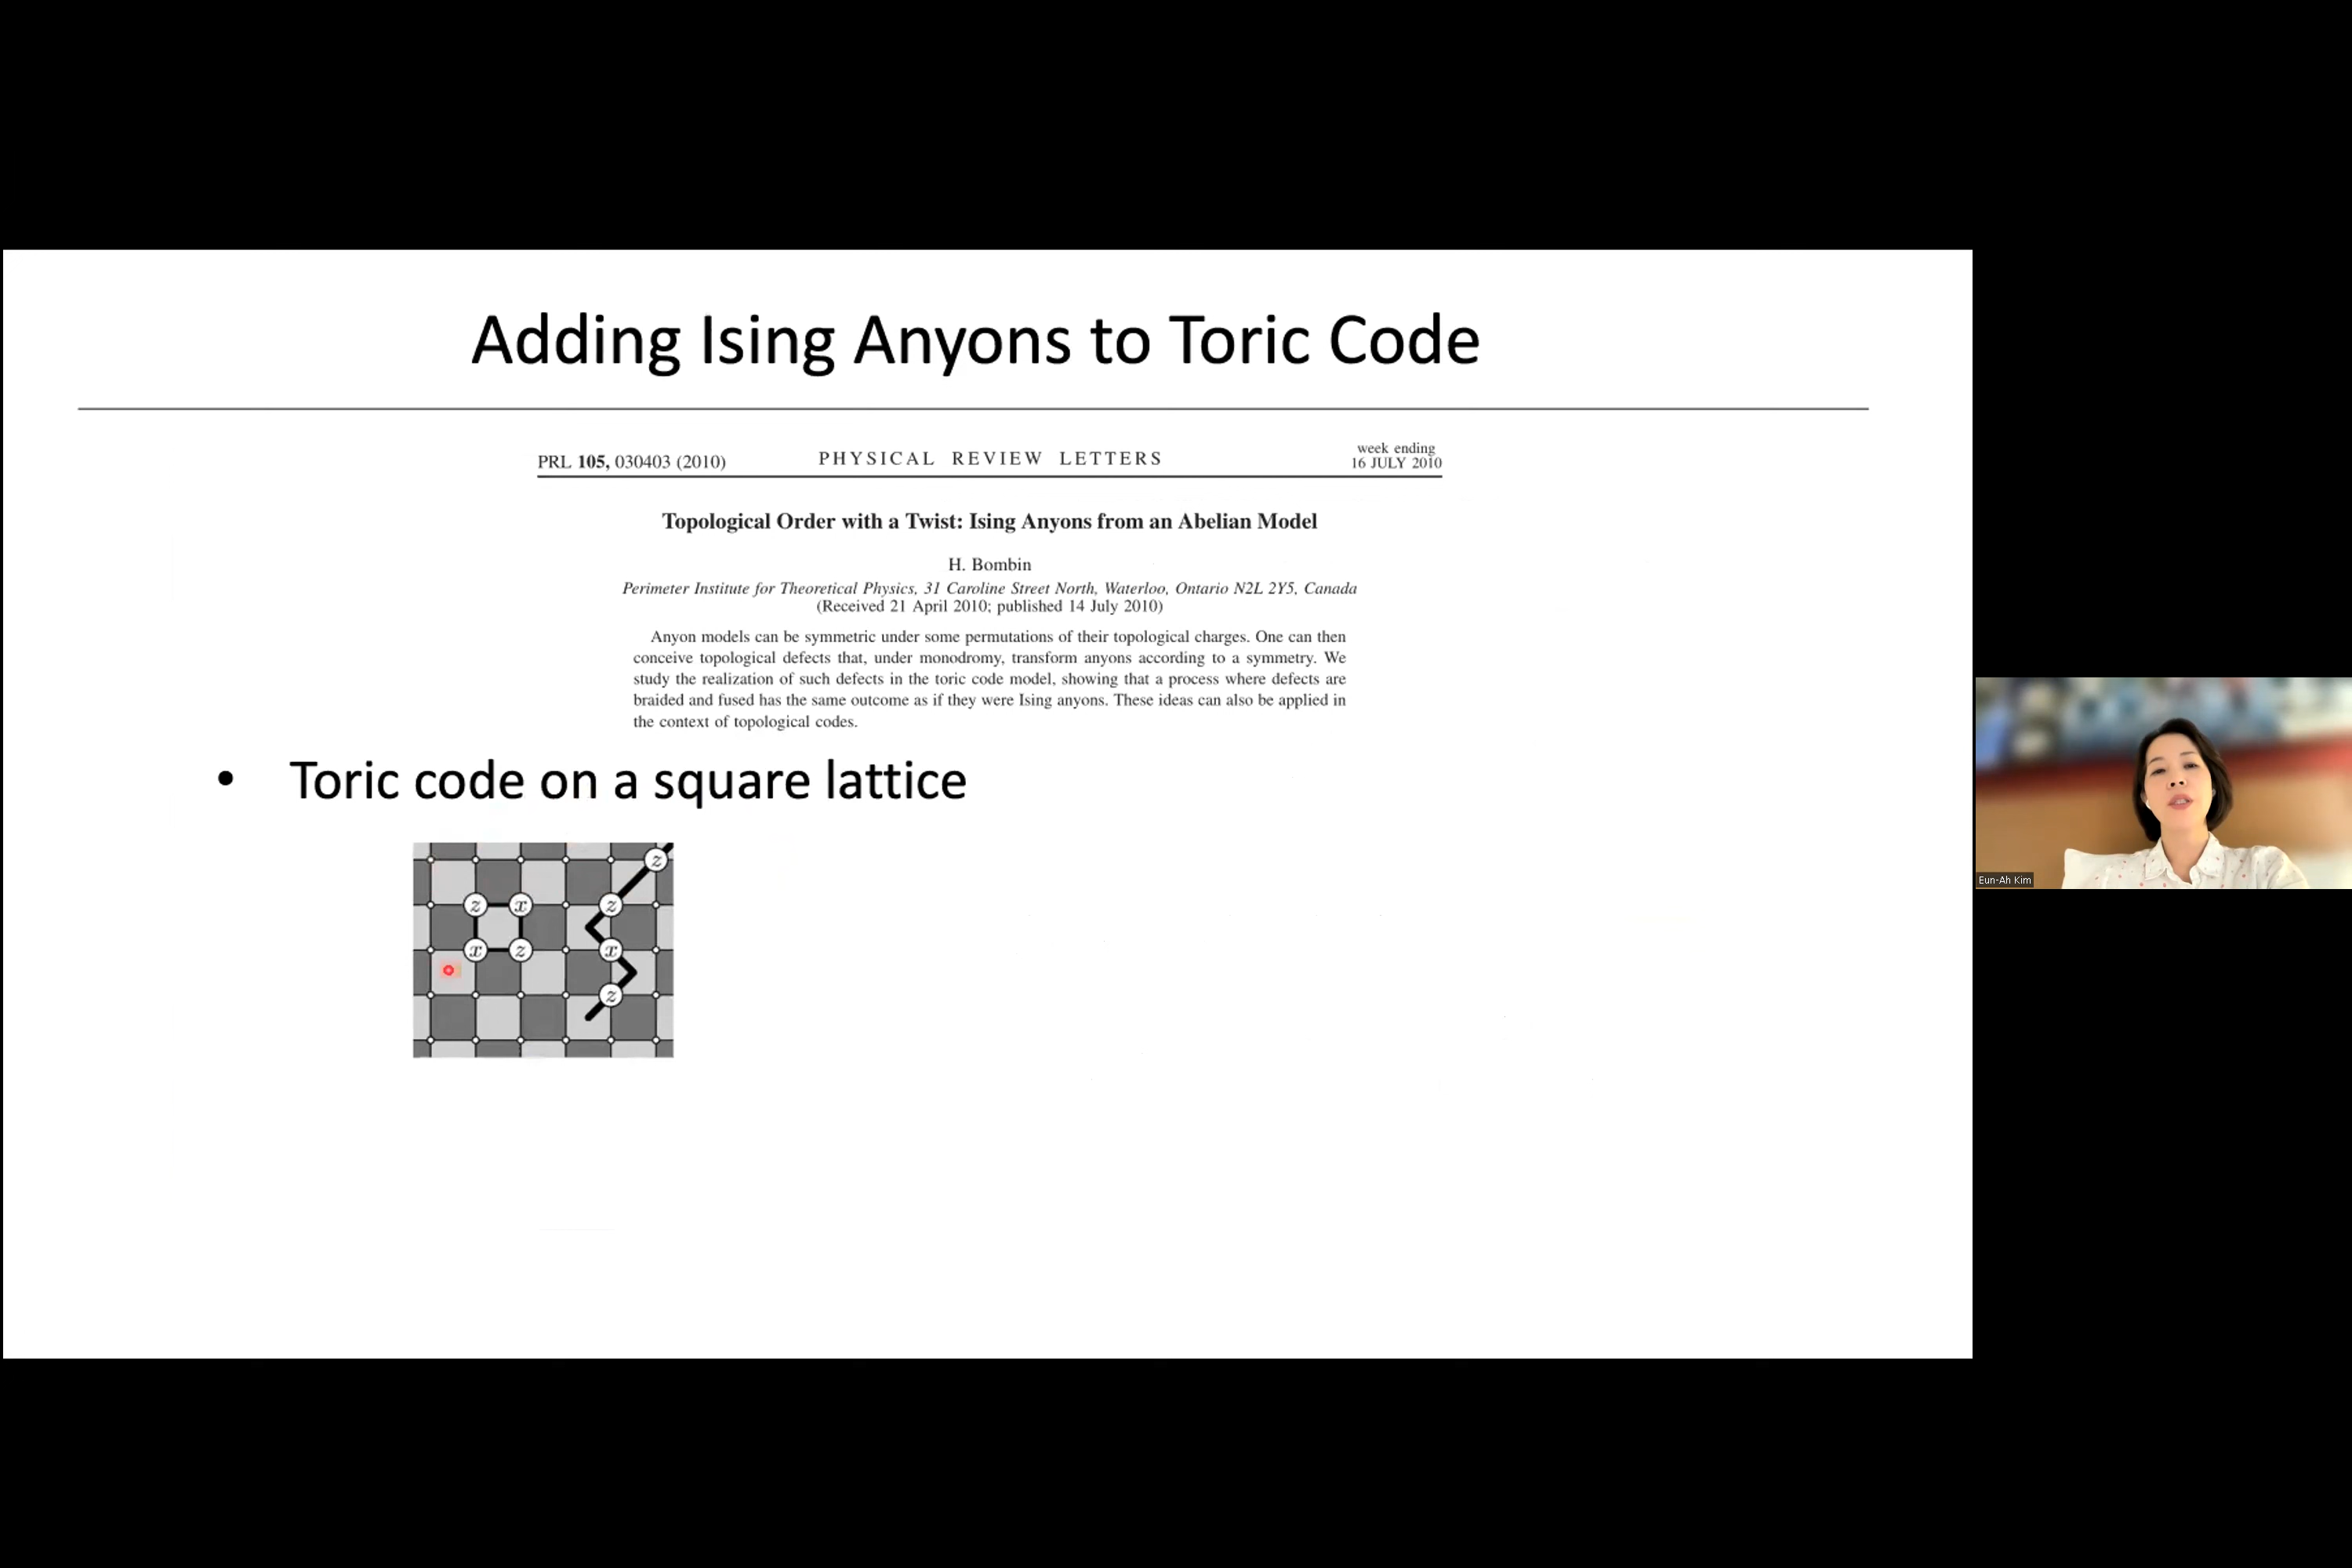 Adding Ising Anyons to Toric Code
PRL 105, 030403 (2010) PHYSICAL REVIEW LETTERS week ending 16 JULY 2010
Topological Order with a Twist: Ising Anyons from an Abelian Model
H. Bombin
Perimeter Institute for Theoretical Physics, 31 Caroline Street North, Waterloo, Ontario N2L 2Y5, Canada
(Received 21 April 2010; published 14 July 2010)
Anyon models can be symmetric under some permutations of their topological charges. One can then
conceive topological defects that, under monodromy, transform anyons according to a symmetry. We
study the realization of such defects in the toric code model, showing that a process where defects are
braided and fused has the same outcome as if they were Ising anyons. These ideas can also be applied in
the context of topological codes.
• Toric code on a square lattice
z
z x z
x z x
z
Eun-Ah Kim